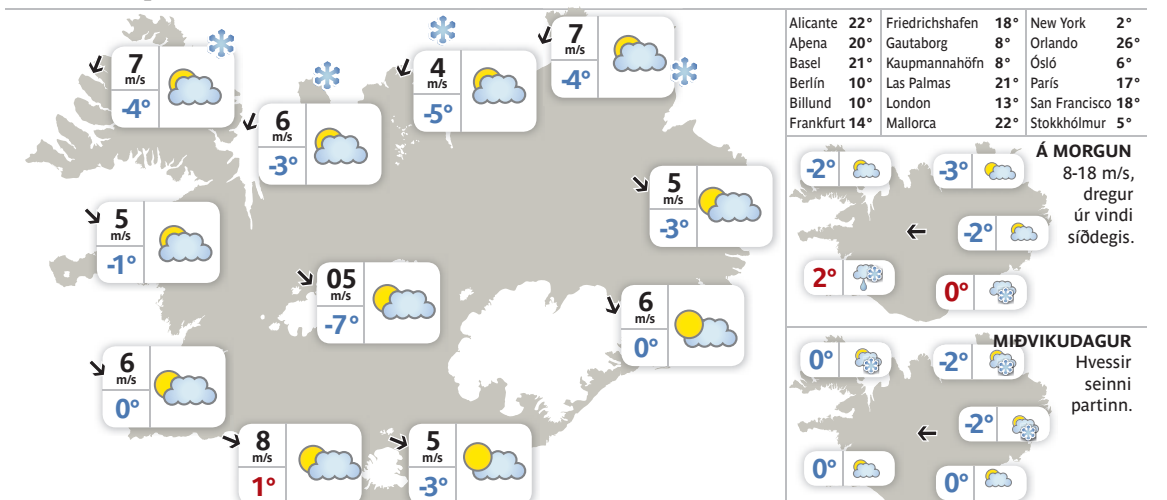 7
m/s
-4°
6
m/s
-3°
4
m/s
-5°
7
m/s
-4°
5
m/s
-1°
05
m/s
-7°
5
m/s
-3°
6
m/s
0°
6
m/s
0°
8
m/s
1°
5
m/s
-3°
Alicante 22° Friedrichshafen 18° New York 2°
Aþena 20° Gautaborg 8° Orlando 26°
Basel 21° Kaupmannahöfn 8° Ósló 6°
Berlín 10° Las Palmas 21° París 17°
Billund 10° London 13° San Francisco 18°
Frankfurt 14° Mallorca 22° Stokkhólmur 5°
Á MORGUN
8-18 m/s,
dregur
úr vindi
síðdegis.
-2°
-3°
-2°
2°
0°
MIÐVIKUDAGUR
Hvessir
seinni
partinn.
0°
-2°
-2°
0°
0°